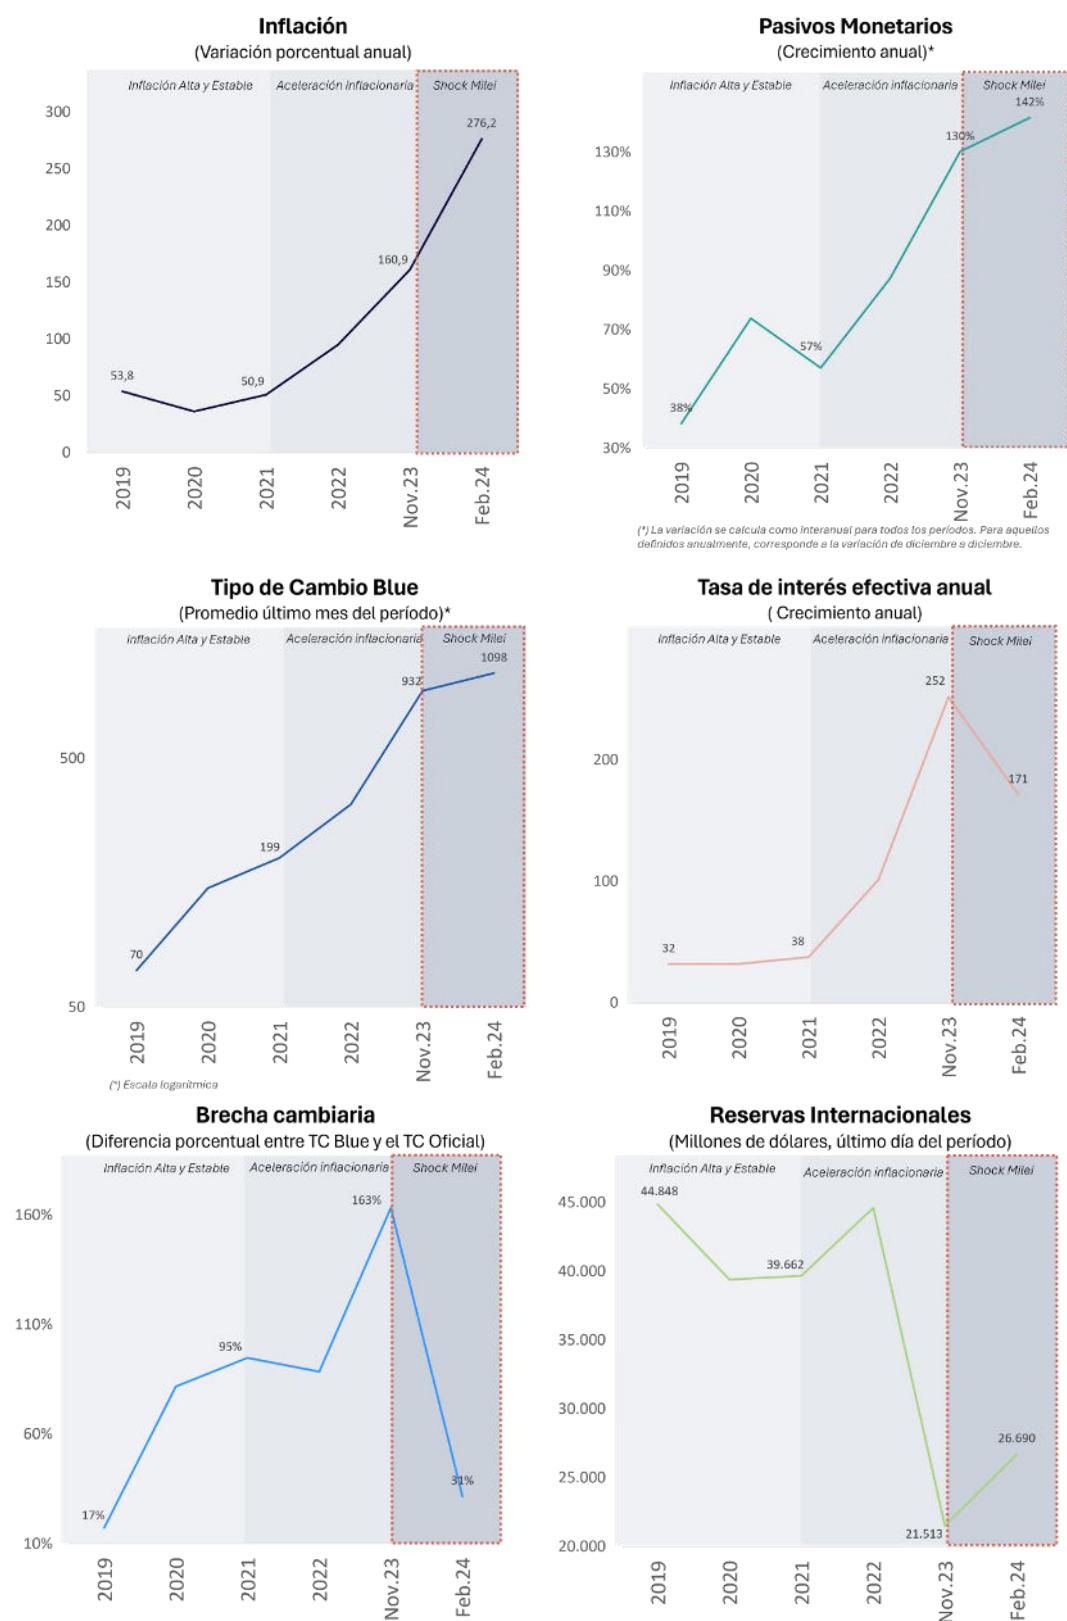 Inflación
(Variación porcentual anual)
Inflación Alta y Estable
Aceleración inflacionaria
Shock Milei
300
250
200
150
100
50
0
53,8
50,9
160,9
276,2
2019
2020
2021
2022
Nov.23
Feb.24
Pasivos Monetarios
(Crecimiento anual)*
Inflación Alta y Estable
Aceleración inflacionaria
Shock Milei
130%
110%
90%
70%
50%
30%
38%
57%
130%
142%
2019
2020
2021
2022
Nov.23
Feb.24
(*) La variación se calcula como interanual para todos los períodos. Para aquellos
definidos anualmente, corresponde a la variación de diciembre a diciembre.
Tipo de Cambio Blue
(Promedio último mes del período)*
Inflación Alta y Estable
Aceleración inflacionaria
Shock Milei
500
50
70
199
932
1098
2019
2020
2021
2022
Nov.23
Feb.24
(*) Escala logarítmica
Tasa de interés efectiva anual
( Crecimiento anual)
Inflación Alta y Estable
Aceleración inflacionaria
Shock Milei
200
100
0
32
38
252
171
2019
2020
2021
2022
Nov.23
Feb.24
Brecha cambiaria
(Diferencia porcentual entre TC Blue y el TC Oficial)
Inflación Alta y Estable
Aceleración inflacionaria
Shock Milei
160%
110%
60%
10%
17%
95%
163%
31%
2019
2020
2021
2022
Nov.23
Feb.24
Reservas Internacionales
(Millones de dólares, último día del período)
Inflación Alta y Estable
Aceleración inflacionaria
Shock Milei
45.000
40.000
35.000
30.000
25.000
20.000
44.848
39.662
21.513
26.690
2019
2020
2021
2022
Nov.23
Feb.24